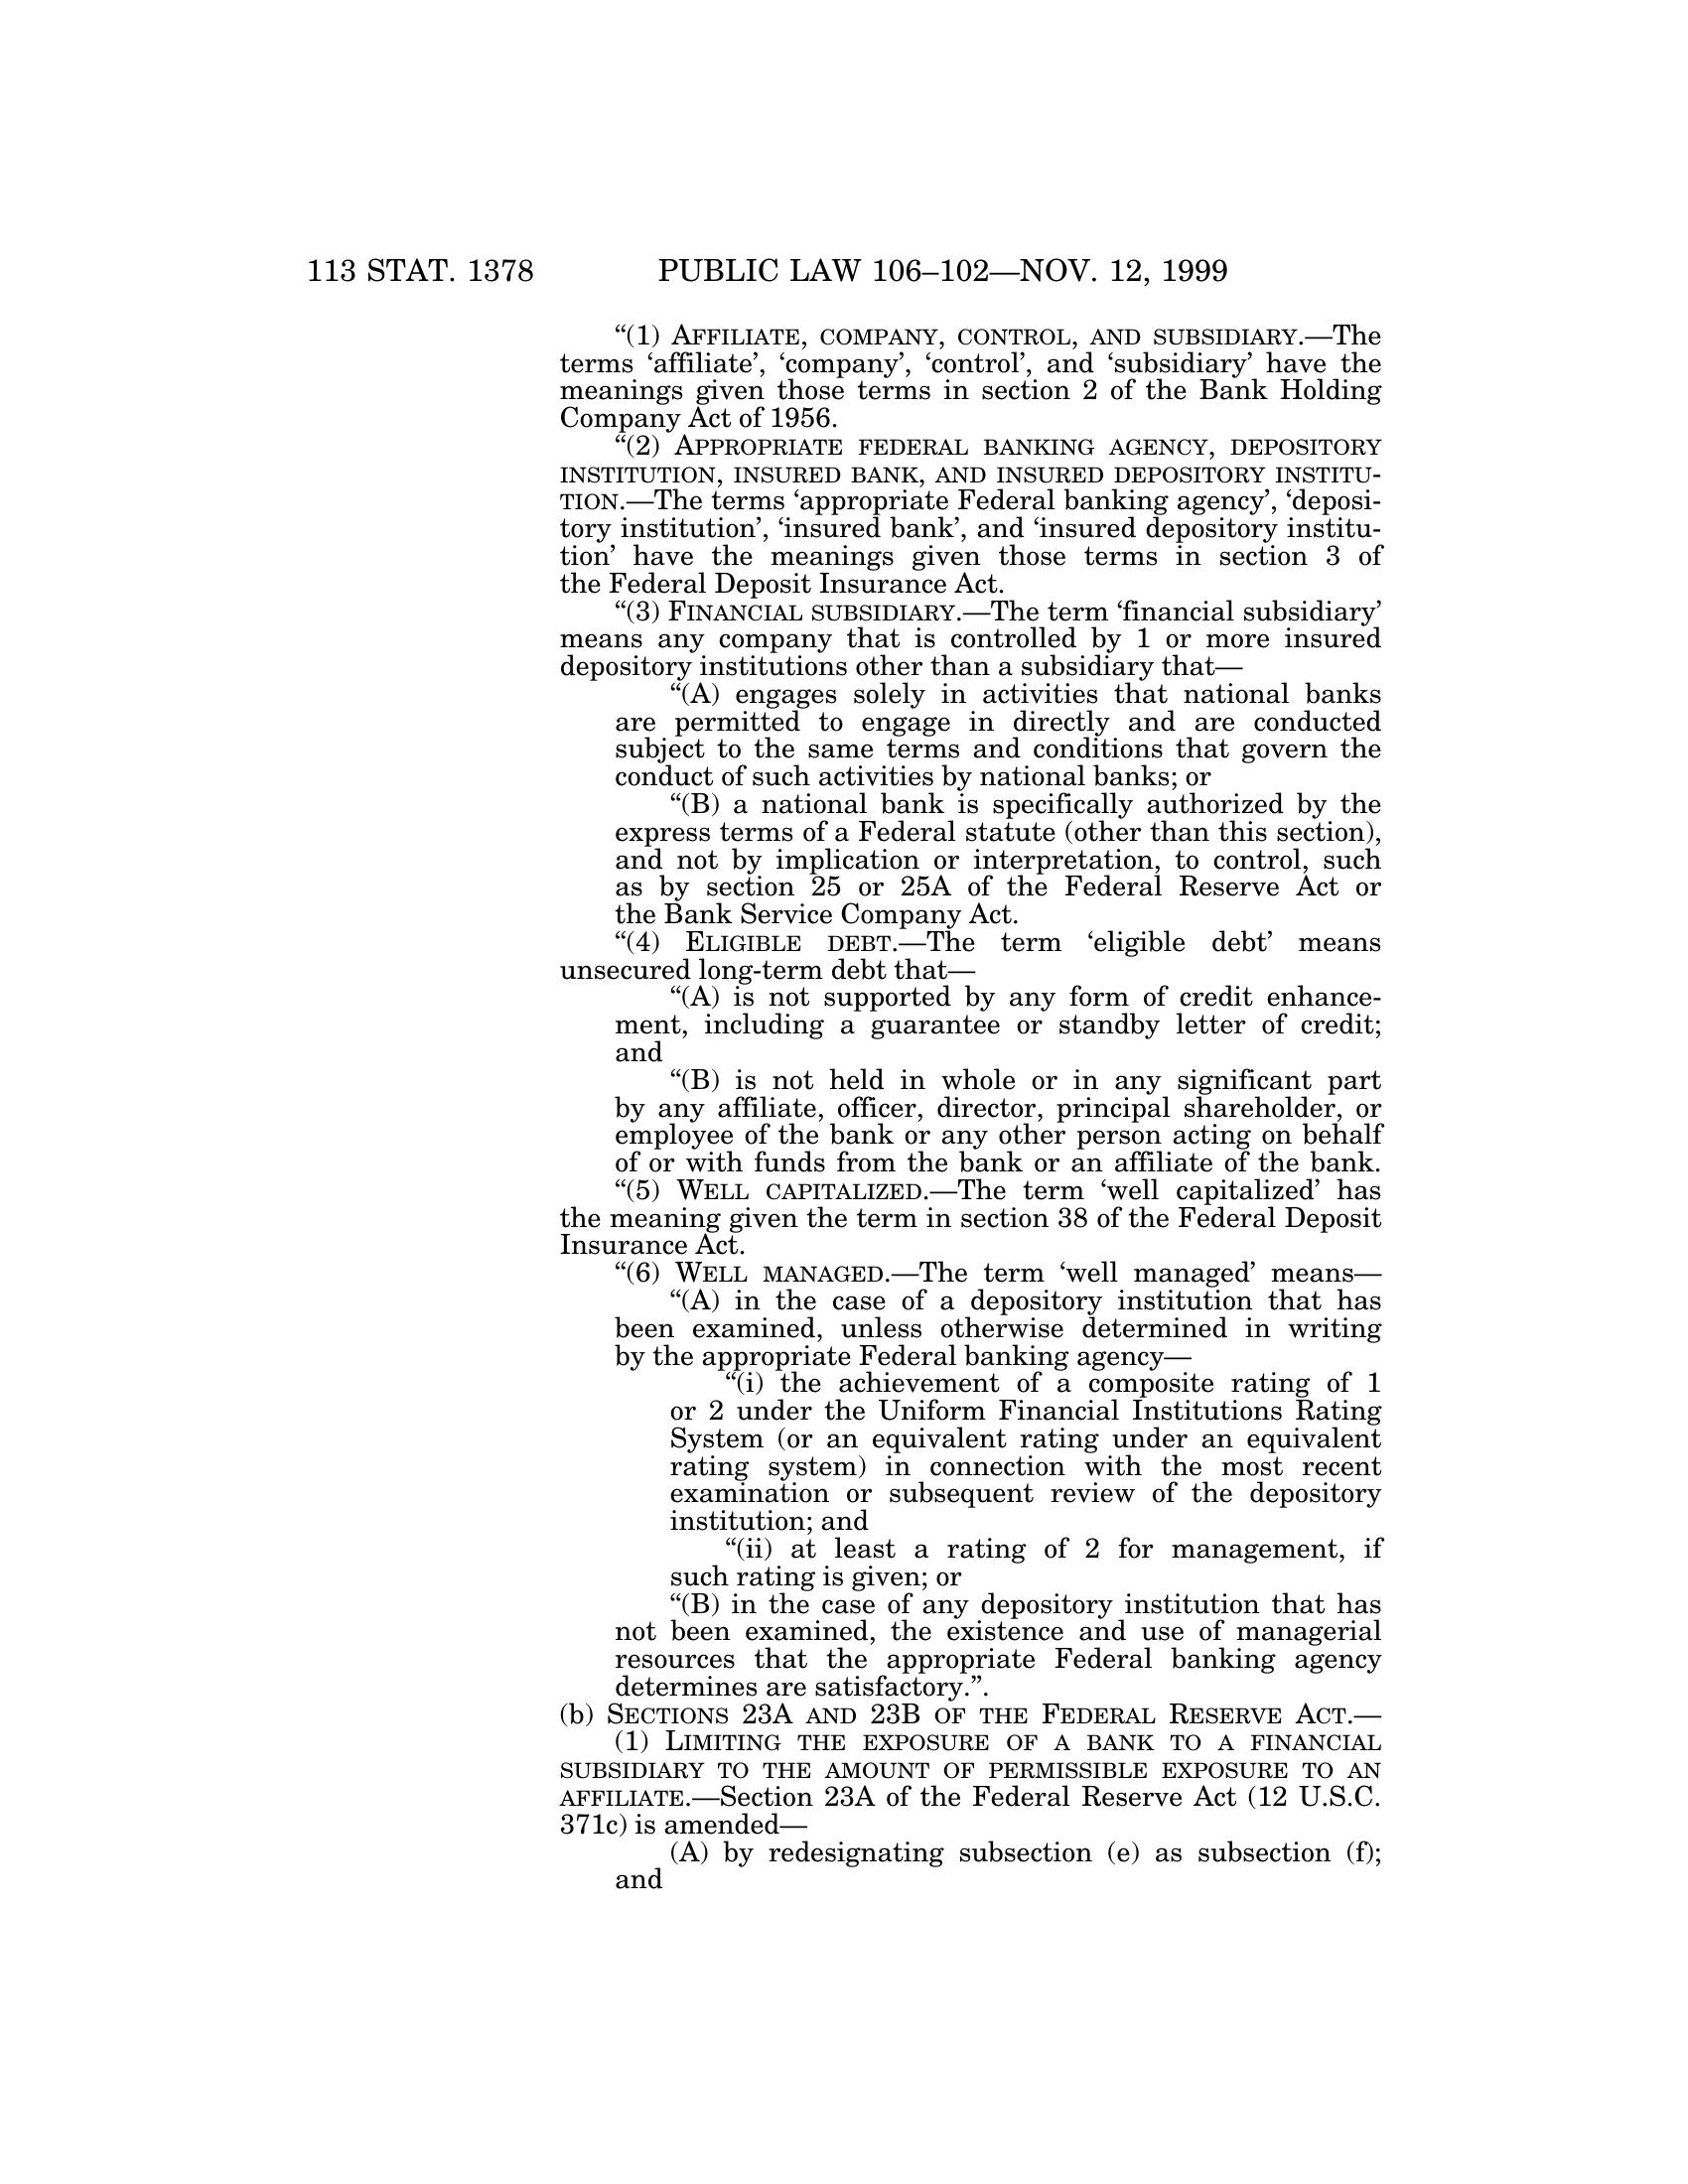 113 STAT. 1378 PUBLIC LAW 106–102—NOV. 12, 1999
“(1) AFFILIATE, COMPANY, CONTROL, AND SUBSIDIARY.—The
terms ‘affiliate’, ‘company’, ‘control’, and ‘subsidiary’ have the
meanings given those terms in section 2 of the Bank Holding
Company Act of 1956.
“(2) APPROPRIATE FEDERAL BANKING AGENCY, DEPOSITORY
INSTITUTION, INSURED BANK, AND INSURED DEPOSITORY INSTITU-
TION.—The terms ‘appropriate Federal banking agency’, ‘deposi-
tory institution’, ‘insured bank’, and ‘insured depository institu-
tion’ have the meanings given those terms in section 3 of
the Federal Deposit Insurance Act.
“(3) FINANCIAL SUBSIDIARY.—The term ‘financial subsidiary’
means any company that is controlled by 1 or more insured
depository institutions other than a subsidiary that—
“(A) engages solely in activities that national banks
are permitted to engage in directly and are conducted
subject to the same terms and conditions that govern the
conduct of such activities by national banks; or
“(B) a national bank is specifically authorized by the
express terms of a Federal statute (other than this section),
and not by implication or interpretation, to control, such
as by section 25 or 25A of the Federal Reserve Act or
the Bank Service Company Act.
“(4) ELIGIBLE DEBT.—The term ‘eligible debt’ means
unsecured long-term debt that—
“(A) is not supported by any form of credit enhance-
ment, including a guarantee or standby letter of credit;
and
“(B) is not held in whole or in any significant part
by any affiliate, officer, director, principal shareholder, or
employee of the bank or any other person acting on behalf
of or with funds from the bank or an affiliate of the bank.
“(5) WELL CAPITALIZED.—The term ‘well capitalized’ has
the meaning given the term in section 38 of the Federal Deposit
Insurance Act.
“(6) WELL MANAGED.—The term ‘well managed’ means—
“(A) in the case of a depository institution that has
been examined, unless otherwise determined in writing
by the appropriate Federal banking agency—
“(i) the achievement of a composite rating of 1
or 2 under the Uniform Financial Institutions Rating
System (or an equivalent rating under an equivalent
rating system) in connection with the most recent
examination or subsequent review of the depository
institution; and
“(ii) at least a rating of 2 for management, if
such rating is given; or
“(B) in the case of any depository institution that has
not been examined, the existence and use of managerial
resources that the appropriate Federal banking agency
determines are satisfactory.”.
(b) SECTIONS 23A AND 23B OF THE FEDERAL RESERVE ACT.—
(1) LIMITING THE EXPOSURE OF A BANK TO A FINANCIAL
SUBSIDIARY TO THE AMOUNT OF PERMISSIBLE EXPOSURE TO AN
AFFILIATE.—Section 23A of the Federal Reserve Act (12 U.S.C.
371c) is amended—
(A) by redesignating subsection (e) as subsection (f);
and